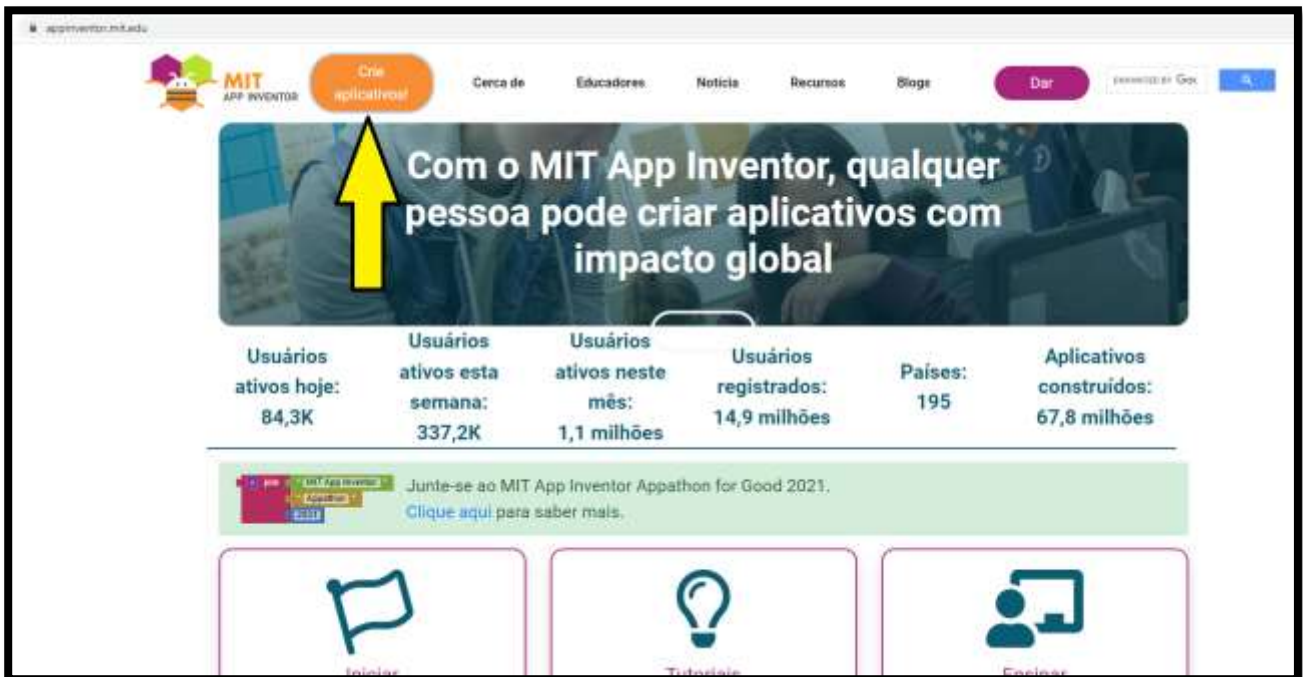 appinventor.mit.edu
MIT
APP INVENTOR
Crie
aplicativos!
Cerca de
Educadores
Notícia
Recursos
Blogs
Dar
Com o MIT App Inventor, qualquer
pessoa pode criar aplicativos com
impacto global
Usuários
ativos hoje:
84,3K
Usuários
ativos esta
semana:
337,2K
Usuários
ativos neste
mês:
1,1 milhões
Usuários
registrados:
14,9 milhões
Países:
195
Aplicativos
construídos:
67,8 milhões
MIT App Inventor
Appathon
2021
Junte-se ao MIT App Inventor Appathon for Good 2021.
Clique aqui para saber mais.
Iniciar
Tutoriais
Ensinar